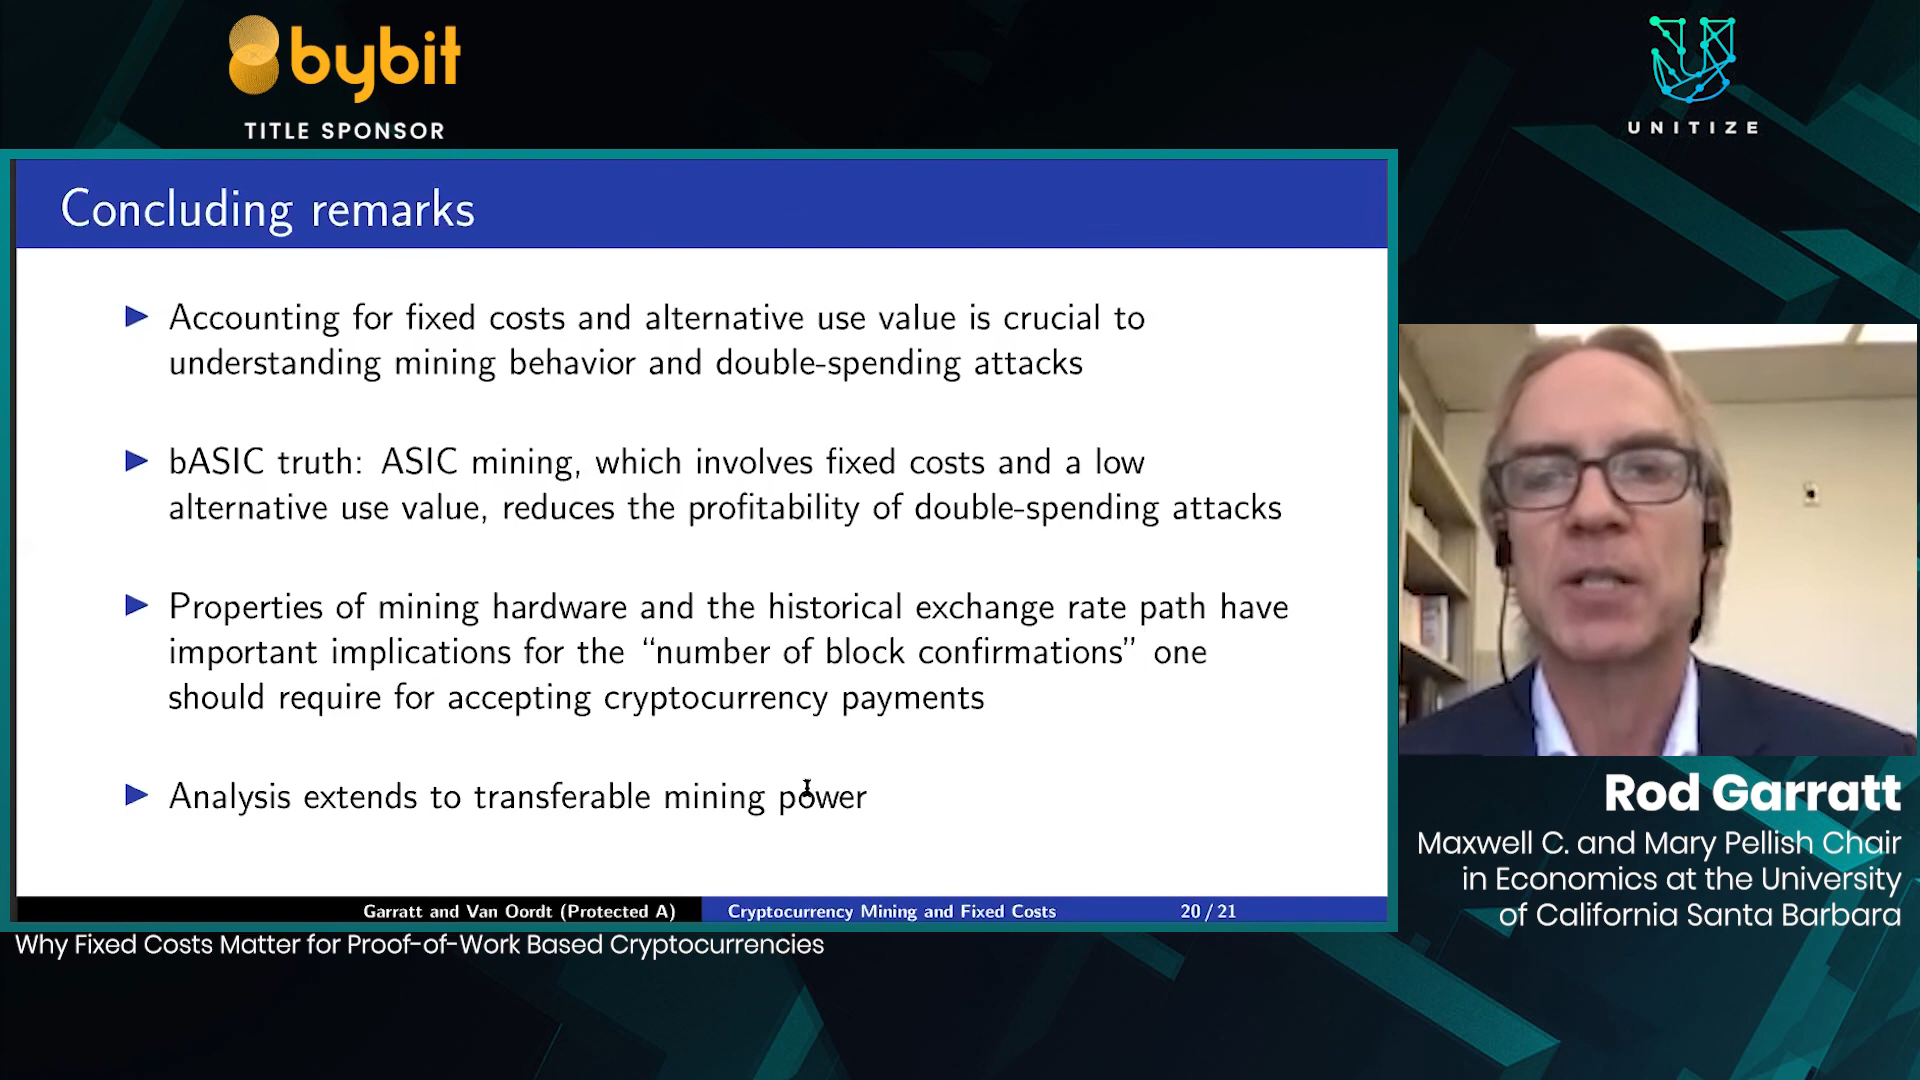 bybit
TITLE SPONSOR
UNITIZE
Concluding remarks
Accounting for fixed costs and alternative use value is crucial to
understanding mining behavior and double-spending attacks
bASIC truth: ASIC mining, which involves fixed costs and a low
alternative use value, reduces the profitability of double-spending attacks
Properties of mining hardware and the historical exchange rate path have
important implications for the “number of block confirmations” one
should require for accepting cryptocurrency payments
Analysis extends to transferable mining power
Garratt and Van Oordt (Protected A)
Cryptocurrency Mining and Fixed Costs
20 / 21
Why Fixed Costs Matter for Proof-of-Work Based Cryptocurrencies
Rod Garratt
Maxwell C. and Mary Pellish Chair
in Economics at the University
of California Santa Barbara